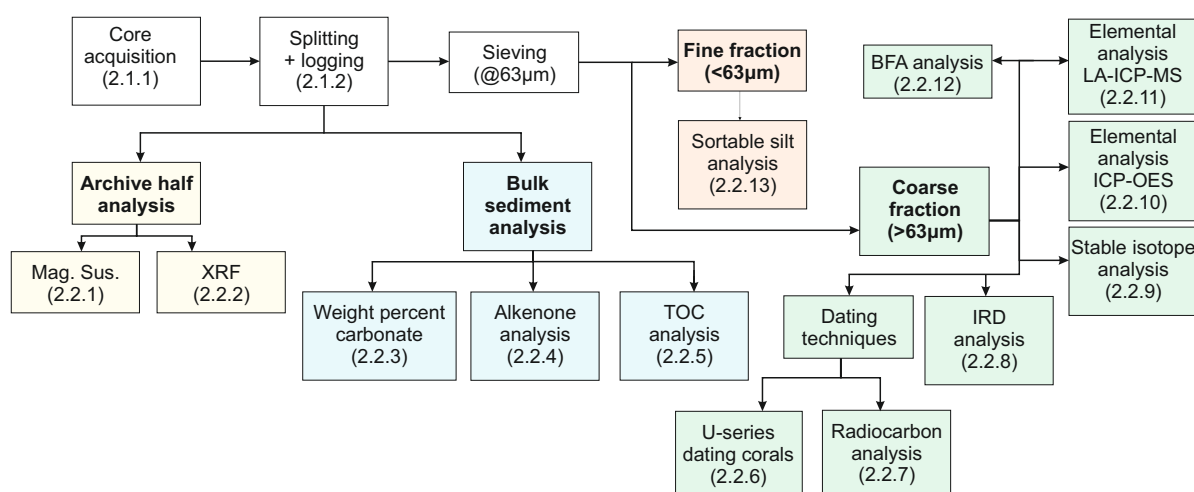 Core
acquisition
(2.1.1)
Splitting
+ logging
(2.1.2)
Sieving
(@63µm)
Fine fraction
(<63µm)
BFA analysis
(2.2.12)
Elemental
analysis
LA-ICP-MS
(2.2.11)
Sortable silt
analysis
(2.2.13)
Elemental
analysis
ICP-OES
(2.2.10)
Archive half
analysis
Bulk
sediment
analysis
Coarse
fraction
(>63µm)
Mag. Sus.
(2.2.1)
XRF
(2.2.2)
Stable isotope
analysis
(2.2.9)
Weight percent
carbonate
(2.2.3)
Alkenone
analysis
(2.2.4)
TOC
analysis
(2.2.5)
Dating
techniques
IRD
analysis
(2.2.8)
U-series
dating corals
(2.2.6)
Radiocarbon
analysis
(2.2.7)